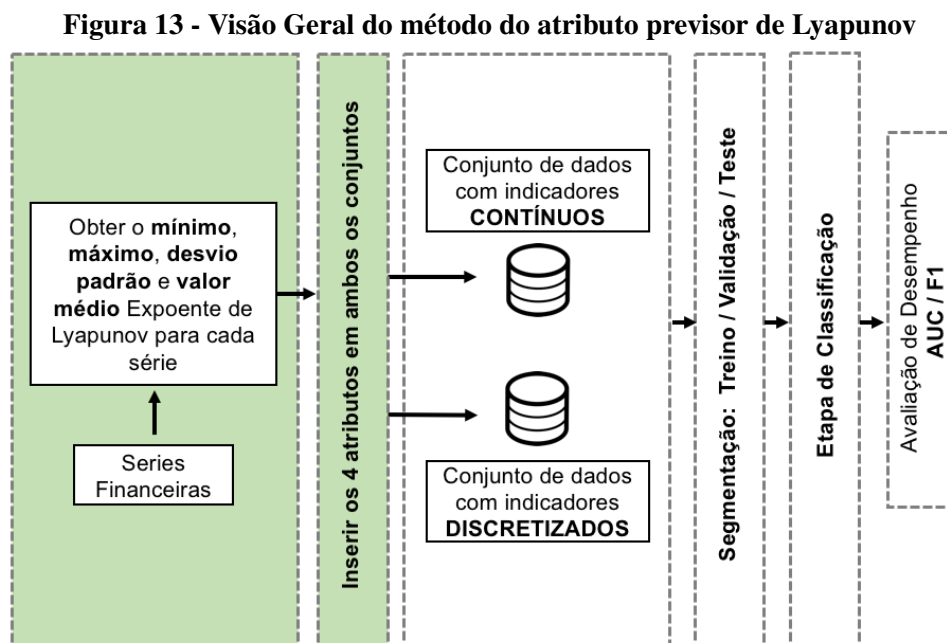 Figura 13 - Visão Geral do método do atributo previsor de Lyapunov
Obter o mínimo,
máximo, desvio
padrão e valor
médio Expoente de
Lyapunov para cada
série
Series
Financeiras
Inserir os 4 atributos em ambos os conjuntos
Conjunto de dados
com indicadores
CONTÍNUOS
Conjunto de dados
com indicadores
DISCRETIZADOS
Segmentação: Treino / Validação / Teste
Etapa de Classificação
Avaliação de Desempenho
AUC / F1